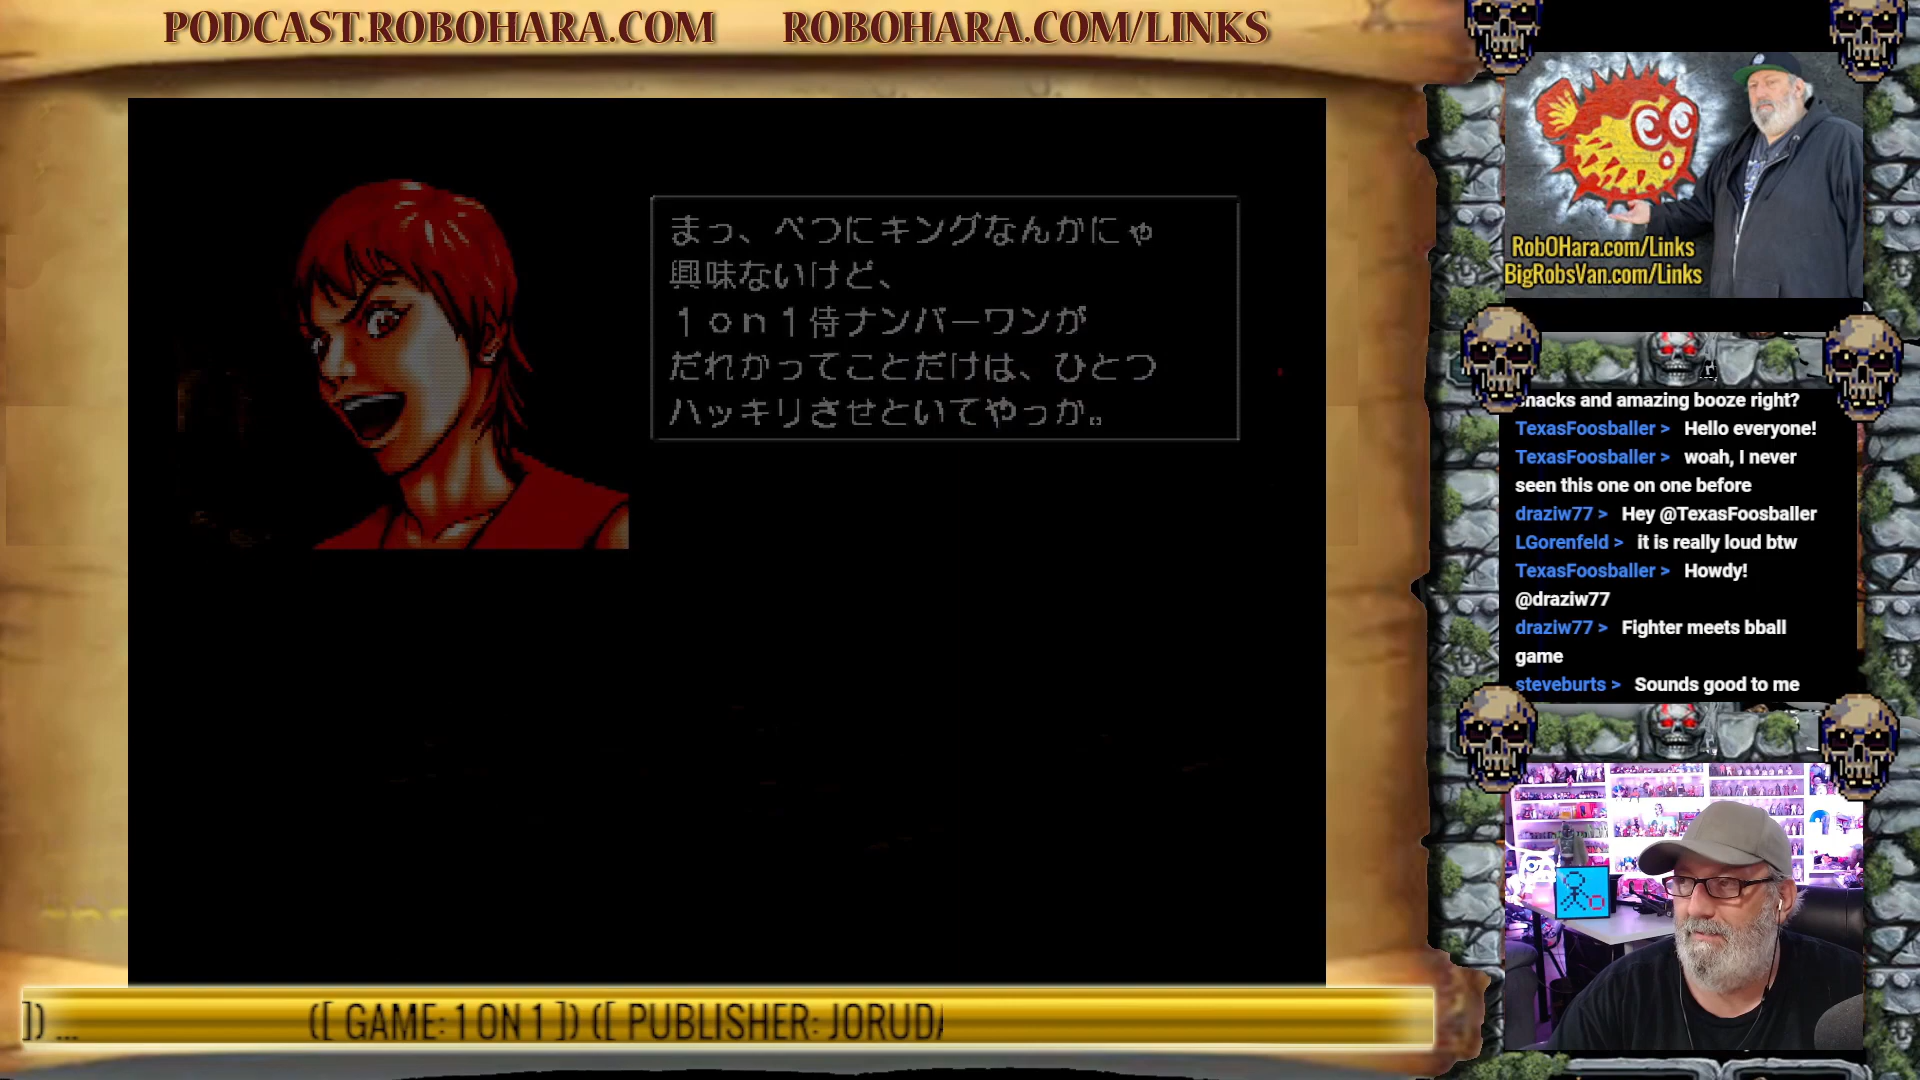 PODCAST.ROBOHARA.COM ROBOHARA.COM/LINKS
まっ、べつにキングなんかにゃ
興味ないけど、
１ｏｎ１侍ナンバーワンが
だれかってことだけは、ひとつ
ハッキリさせといてやっか。
RobOHara.com/Links
BigRobsVan.com/Links
snacks and amazing booze right?
TexasFoosballer > Hello everyone!
TexasFoosballer > woah, I never
seen this one on one before
draziw77 > Hey @TexasFoosballer
LGorenfeld > it is really loud btw
TexasFoosballer > Howdy!
@draziw77
draziw77 > Fighter meets bball
game
steveburts > Sounds good to me
]) ... ([ GAME: 1 ON 1 ]) ([ PUBLISHER: JORUDA